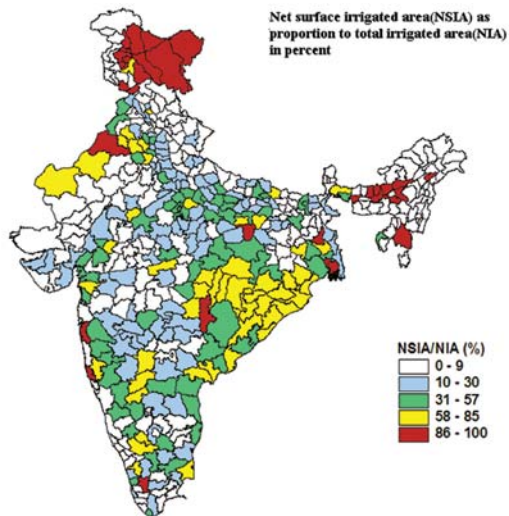 Net surface irrigated area(NSIA) as
proportion to total irrigated area(NIA)
in percent
NSIA/NIA (%)
0 - 9
10 - 30
31 - 57
58 - 85
86 - 100